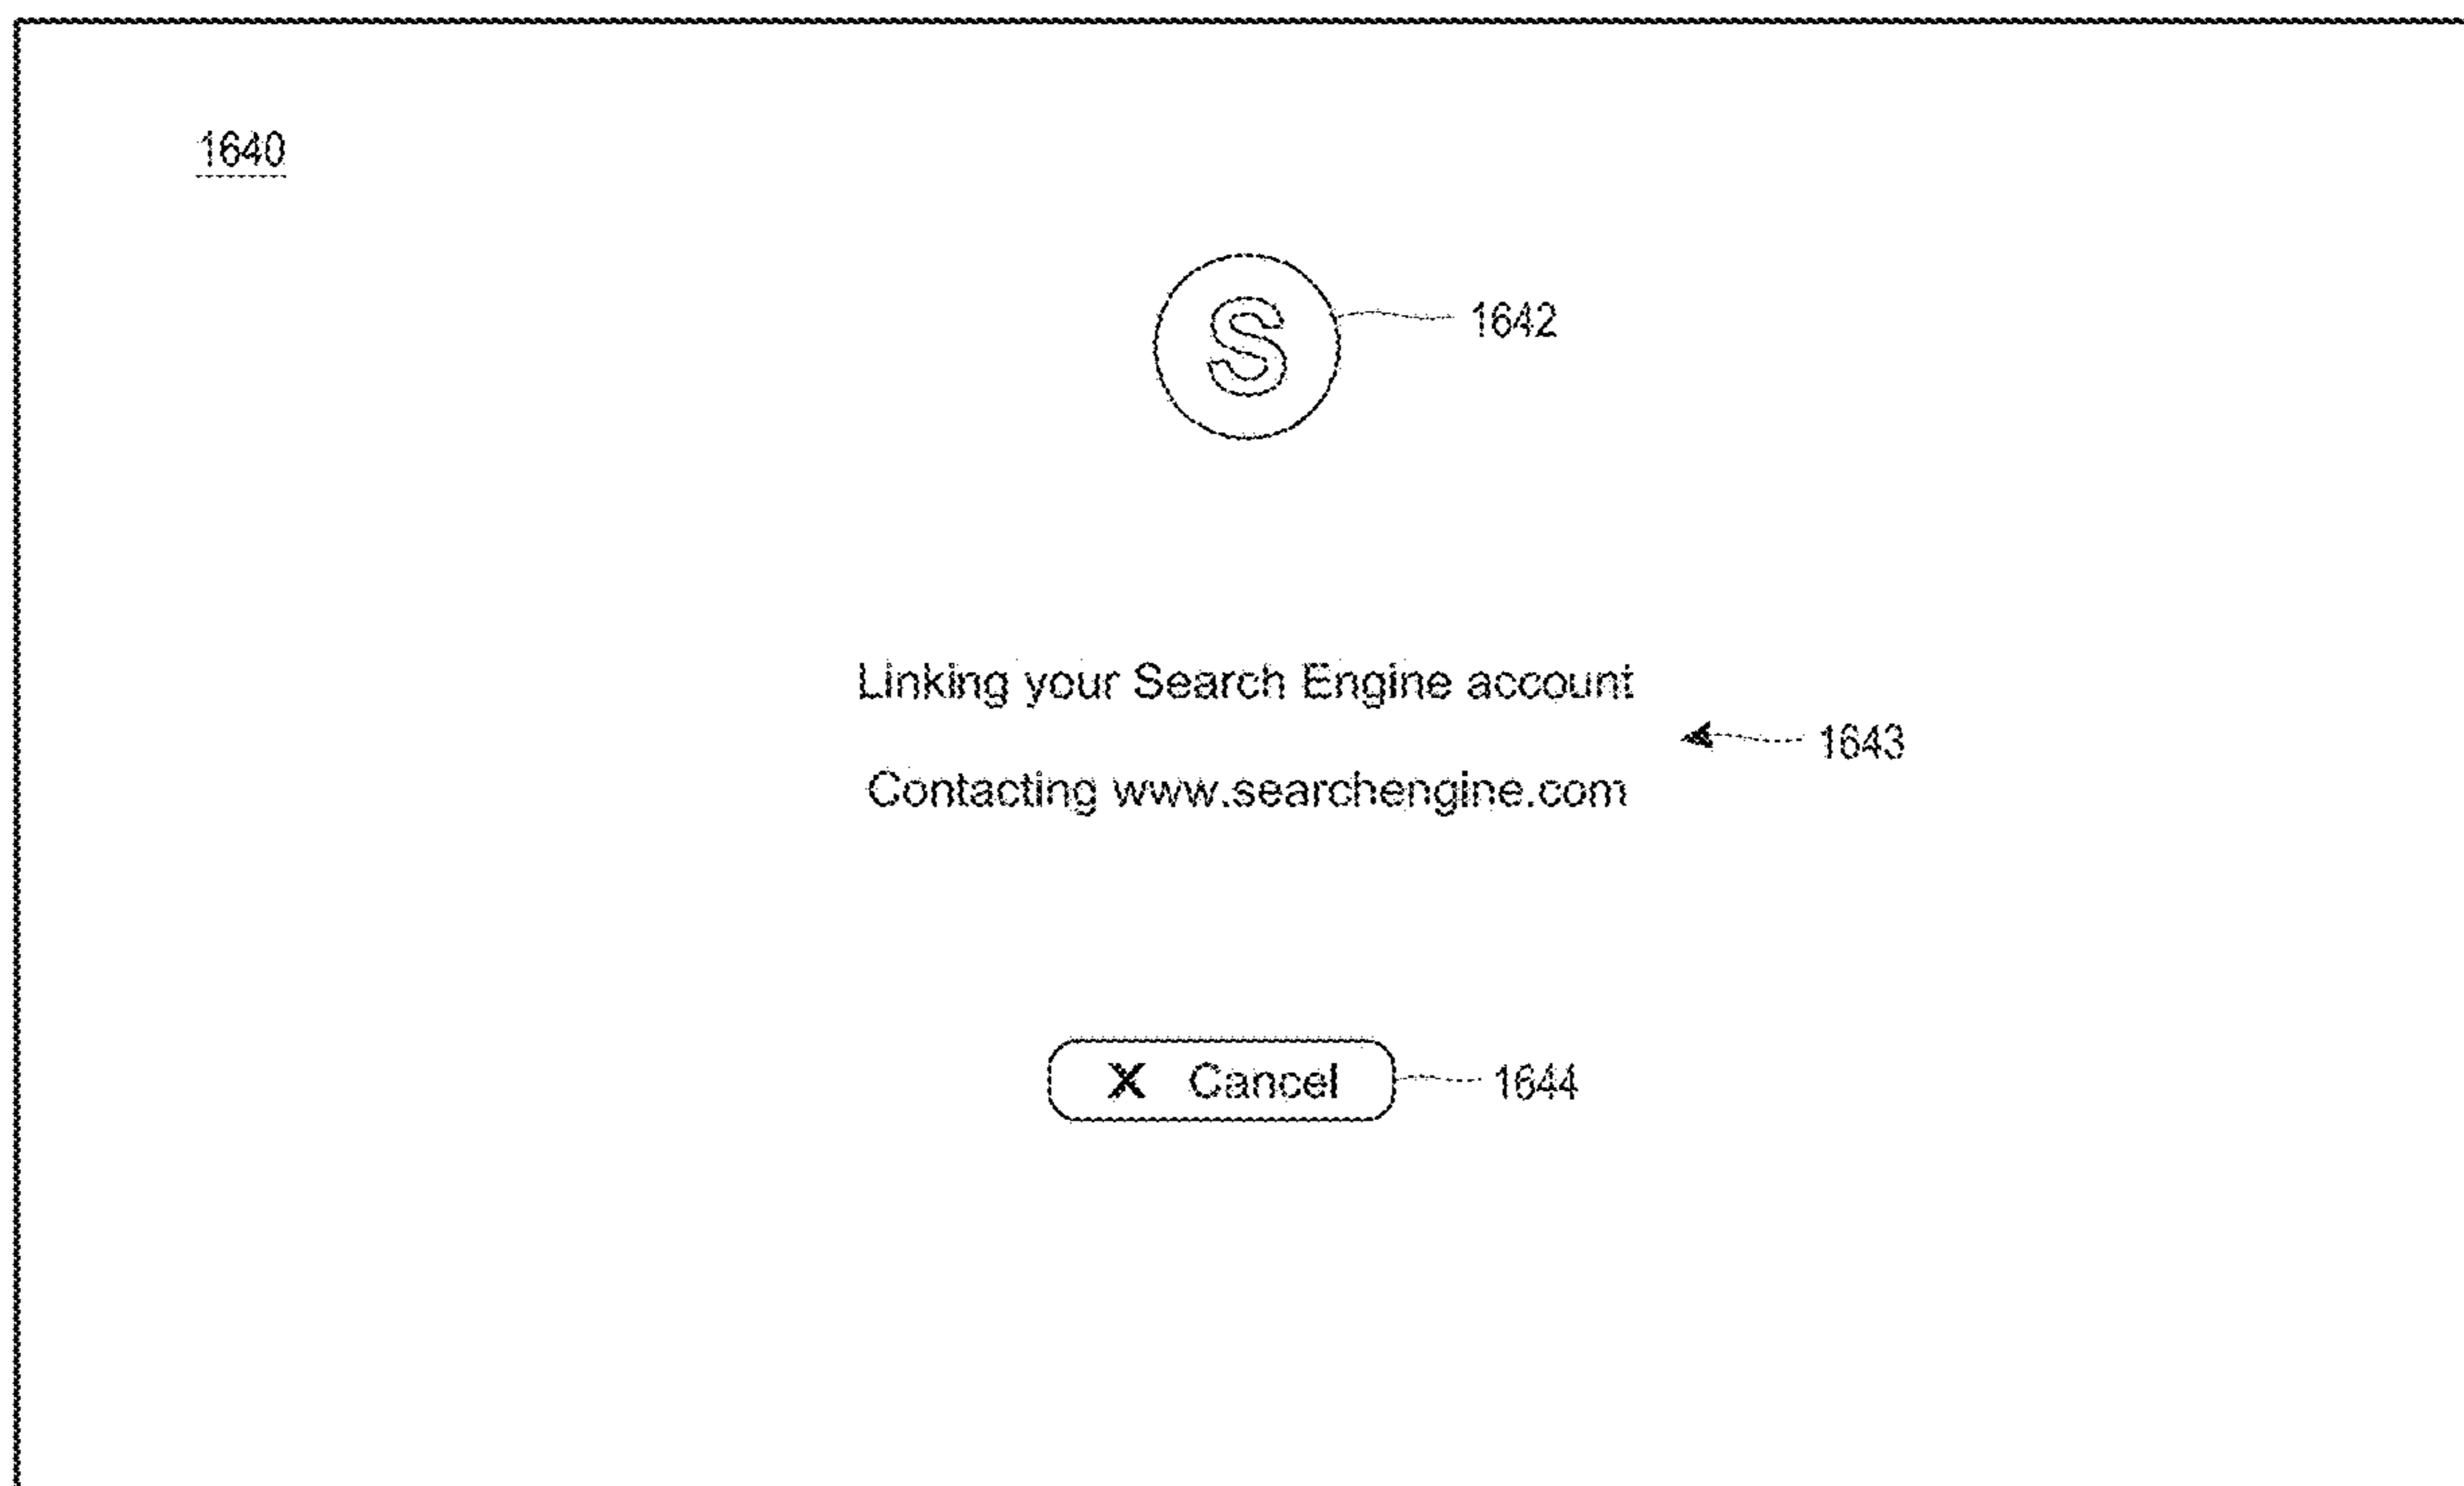 1640
S
1642
Linking your Search Engine account
1643
Contacting www.searchengine.com
X Cancel
1644